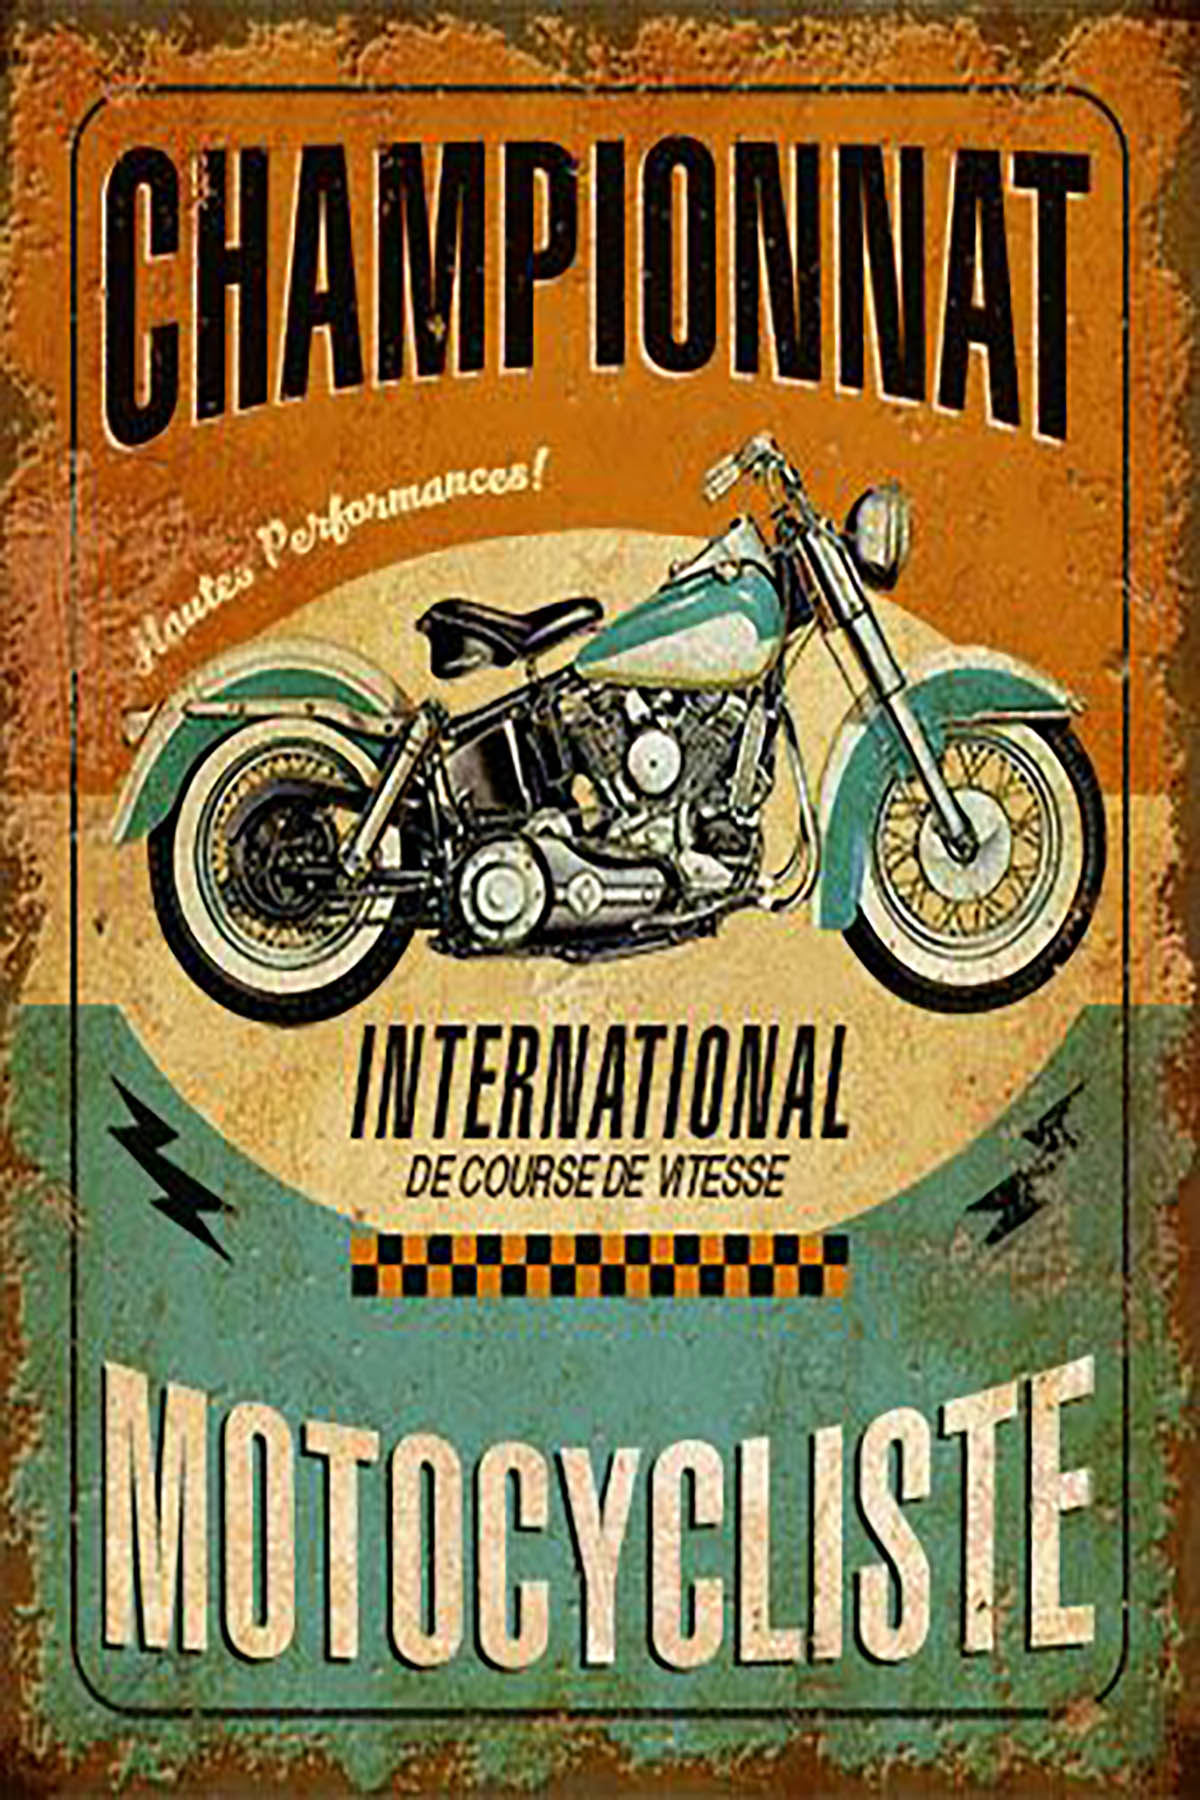 CHAMPIONNAT
Hautes Performances!
INTERNATIONAL
DE COURSE DE VITESSE
MOTOCYCLISTE